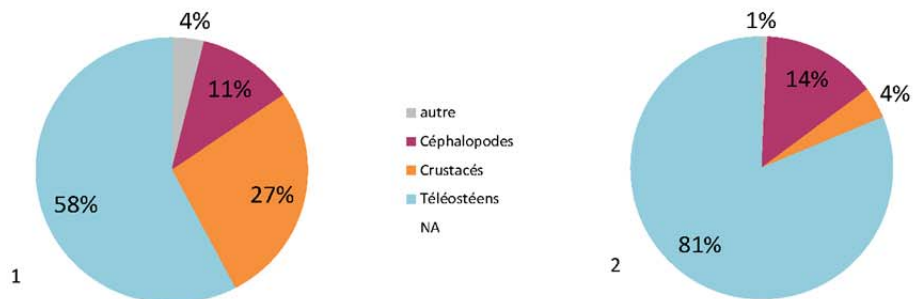 4%
11%
27%
58%
1
autre
Céphalopodes
Crustacés
Téléostéens
NA
1%
14%
4%
81%
2